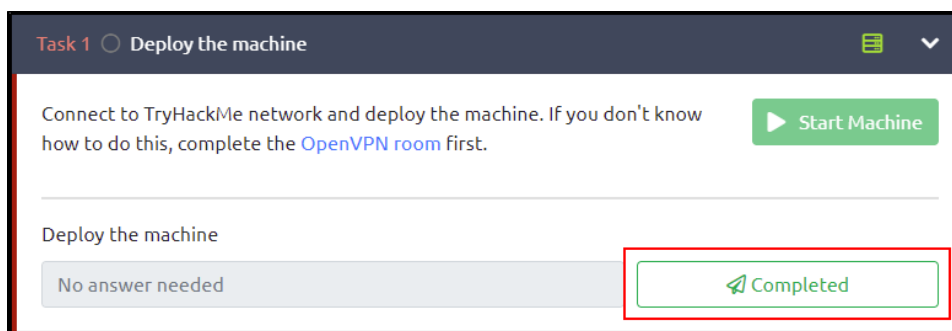 Task 1 Deploy the machine
Connect to TryHackMe network and deploy the machine. If you don't know
how to do this, complete the OpenVPN room first.
Start Machine
Deploy the machine
No answer needed
Completed